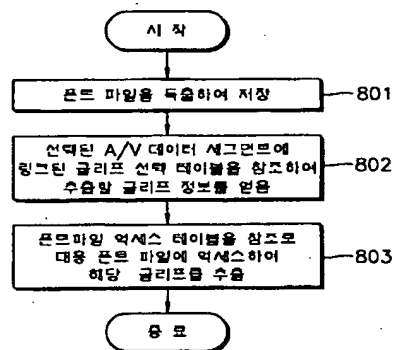 시 작
폰트 파일을 독출하여 저장
801
선택된 A/V 데이터 세그먼트에
링크된 글리프 선택 테이블을 참조하여
추출할 글리프 정보를 얻음
802
폰트파일 억세스 테이블을 참조로
대응 폰트 파일에 억세스하여
해당 글리프를 추출
803
종 료